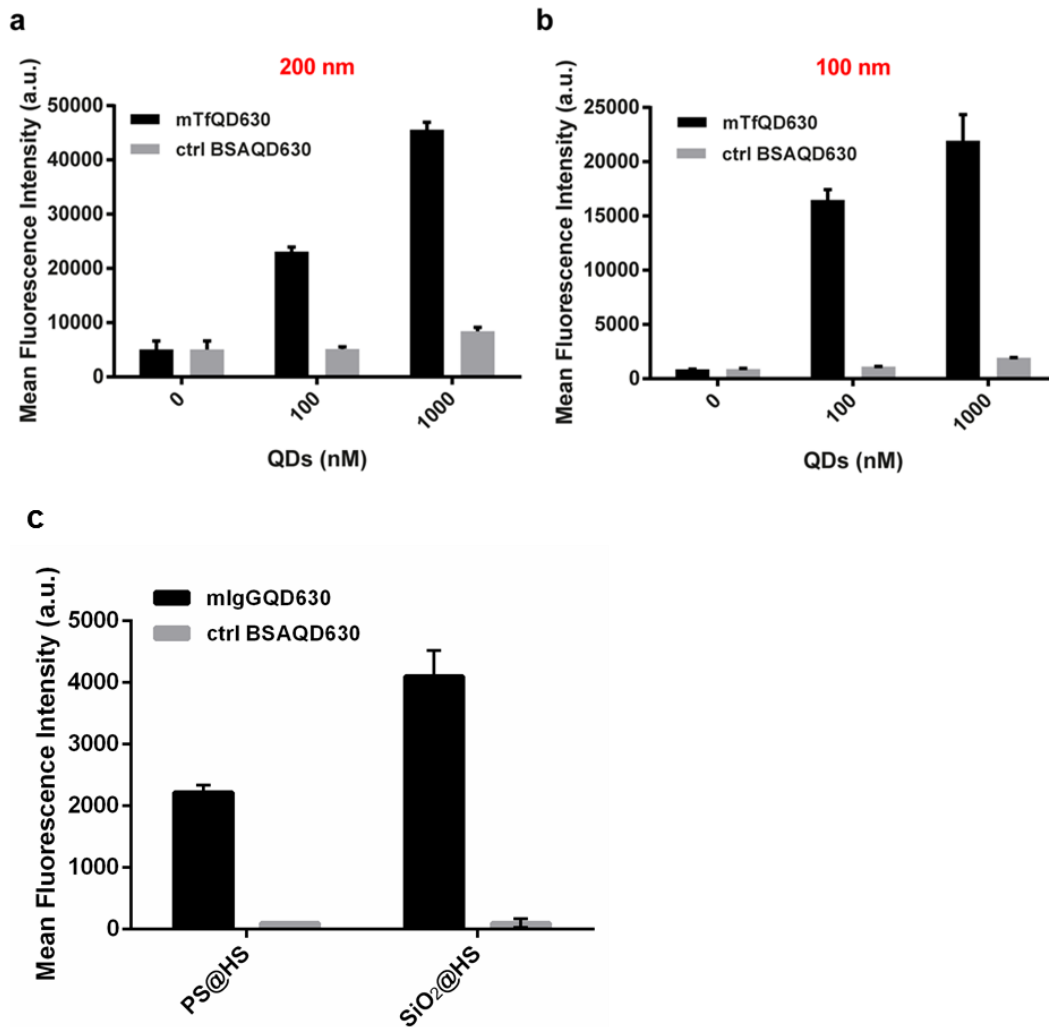 a
200 nm
Mean Fluorescence Intensity (a.u.)
50000
40000
30000
20000
10000
0
mTfQD630
ctrl BSAQD630
0
100
1000
QDs (nM)
b
100 nm
Mean Fluorescence Intensity (a.u.)
25000
20000
15000
10000
5000
0
mTfQD630
ctrl BSAQD630
0
100
1000
QDs (nM)
c
Mean Fluorescence Intensity (a.u.)
5000
4000
3000
2000
1000
0
mIgGQD630
ctrl BSAQD630
PS@HS
SiO₂@HS